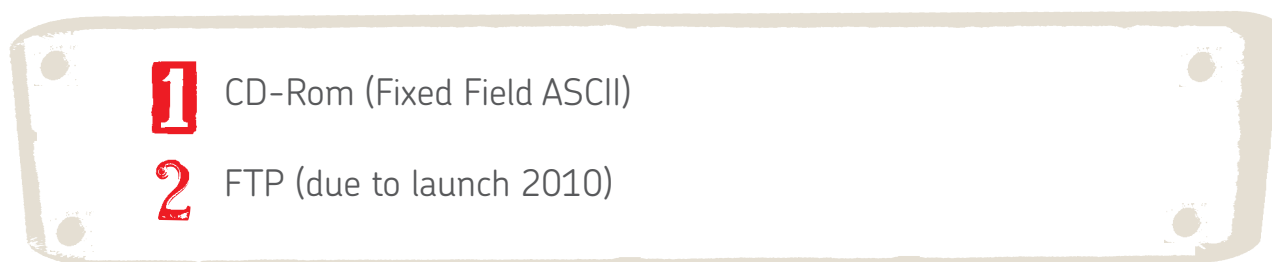 1 CD-Rom (Fixed Field ASCII)
2 FTP (due to launch 2010)